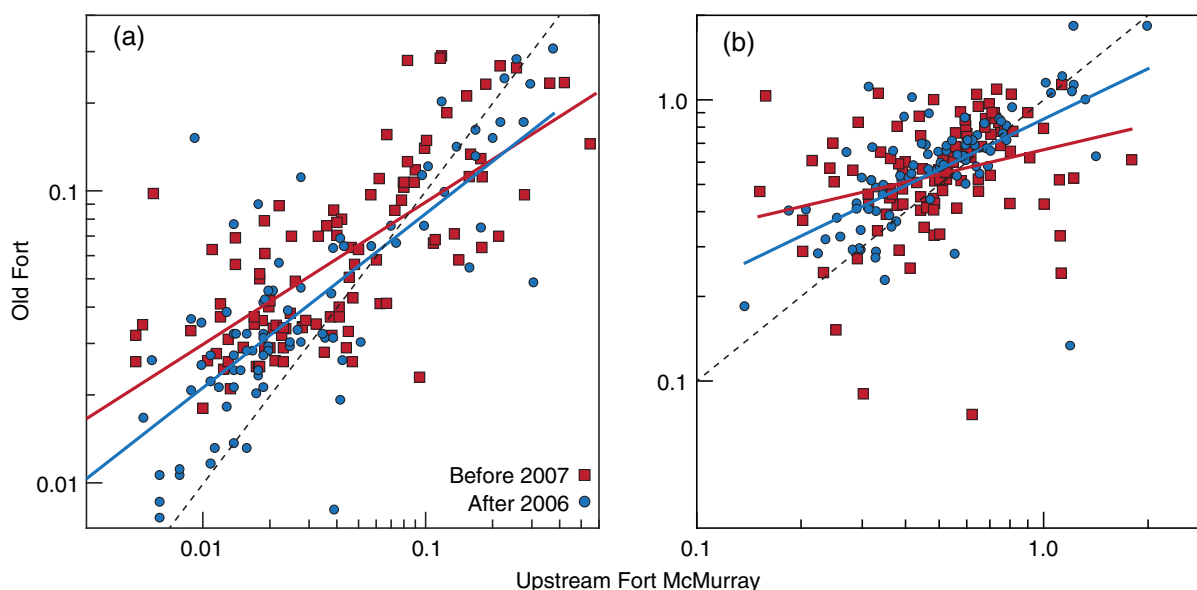 (a)
(b)
1.0
0.1
0.1
Old Fort
Before 2007
After 2006
0.01
0.01
0.1
0.1
1.0
Upstream Fort McMurray